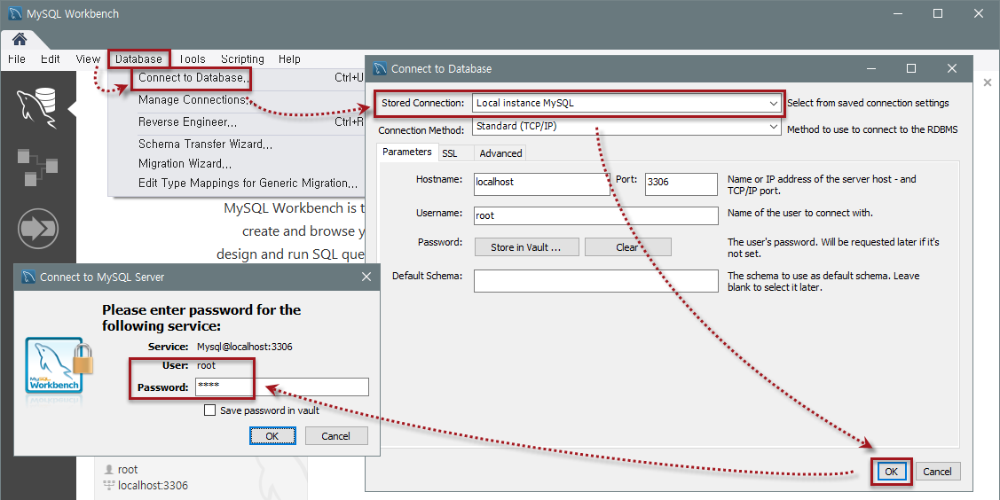 MySQL Workbench
File Edit View Database Tools Scripting Help
Connect to Database... Ctrl+U
Manage Connections...
Reverse Engineer... Ctrl+R
Schema Transfer Wizard...
Migration Wizard...
Edit Type Mappings for Generic Migration...
MySQL Workbench is t
create and browse y
design and run SQL que
Connect to Database
Stored Connection: Local instance MySQL Select from saved connection settings
Connection Method: Standard (TCP/IP) Method to use to connect to the RDBMS
Parameters SSL Advanced
Hostname: localhost Port: 3306 Name or IP address of the server host - and
TCP/IP port.
Username: root Name of the user to connect with.
Password: Store in Vault ... Clear The user's password. Will be requested later if it's
not set.
Default Schema: The schema to use as default schema. Leave
blank to select it later.
OK Cancel
Connect to MySQL Server
Please enter password for the
following service:
Service: Mysql@localhost:3306
User: root
Password: ****
Save password in vault
OK Cancel
MySQL
Workbench
root
localhost:3306